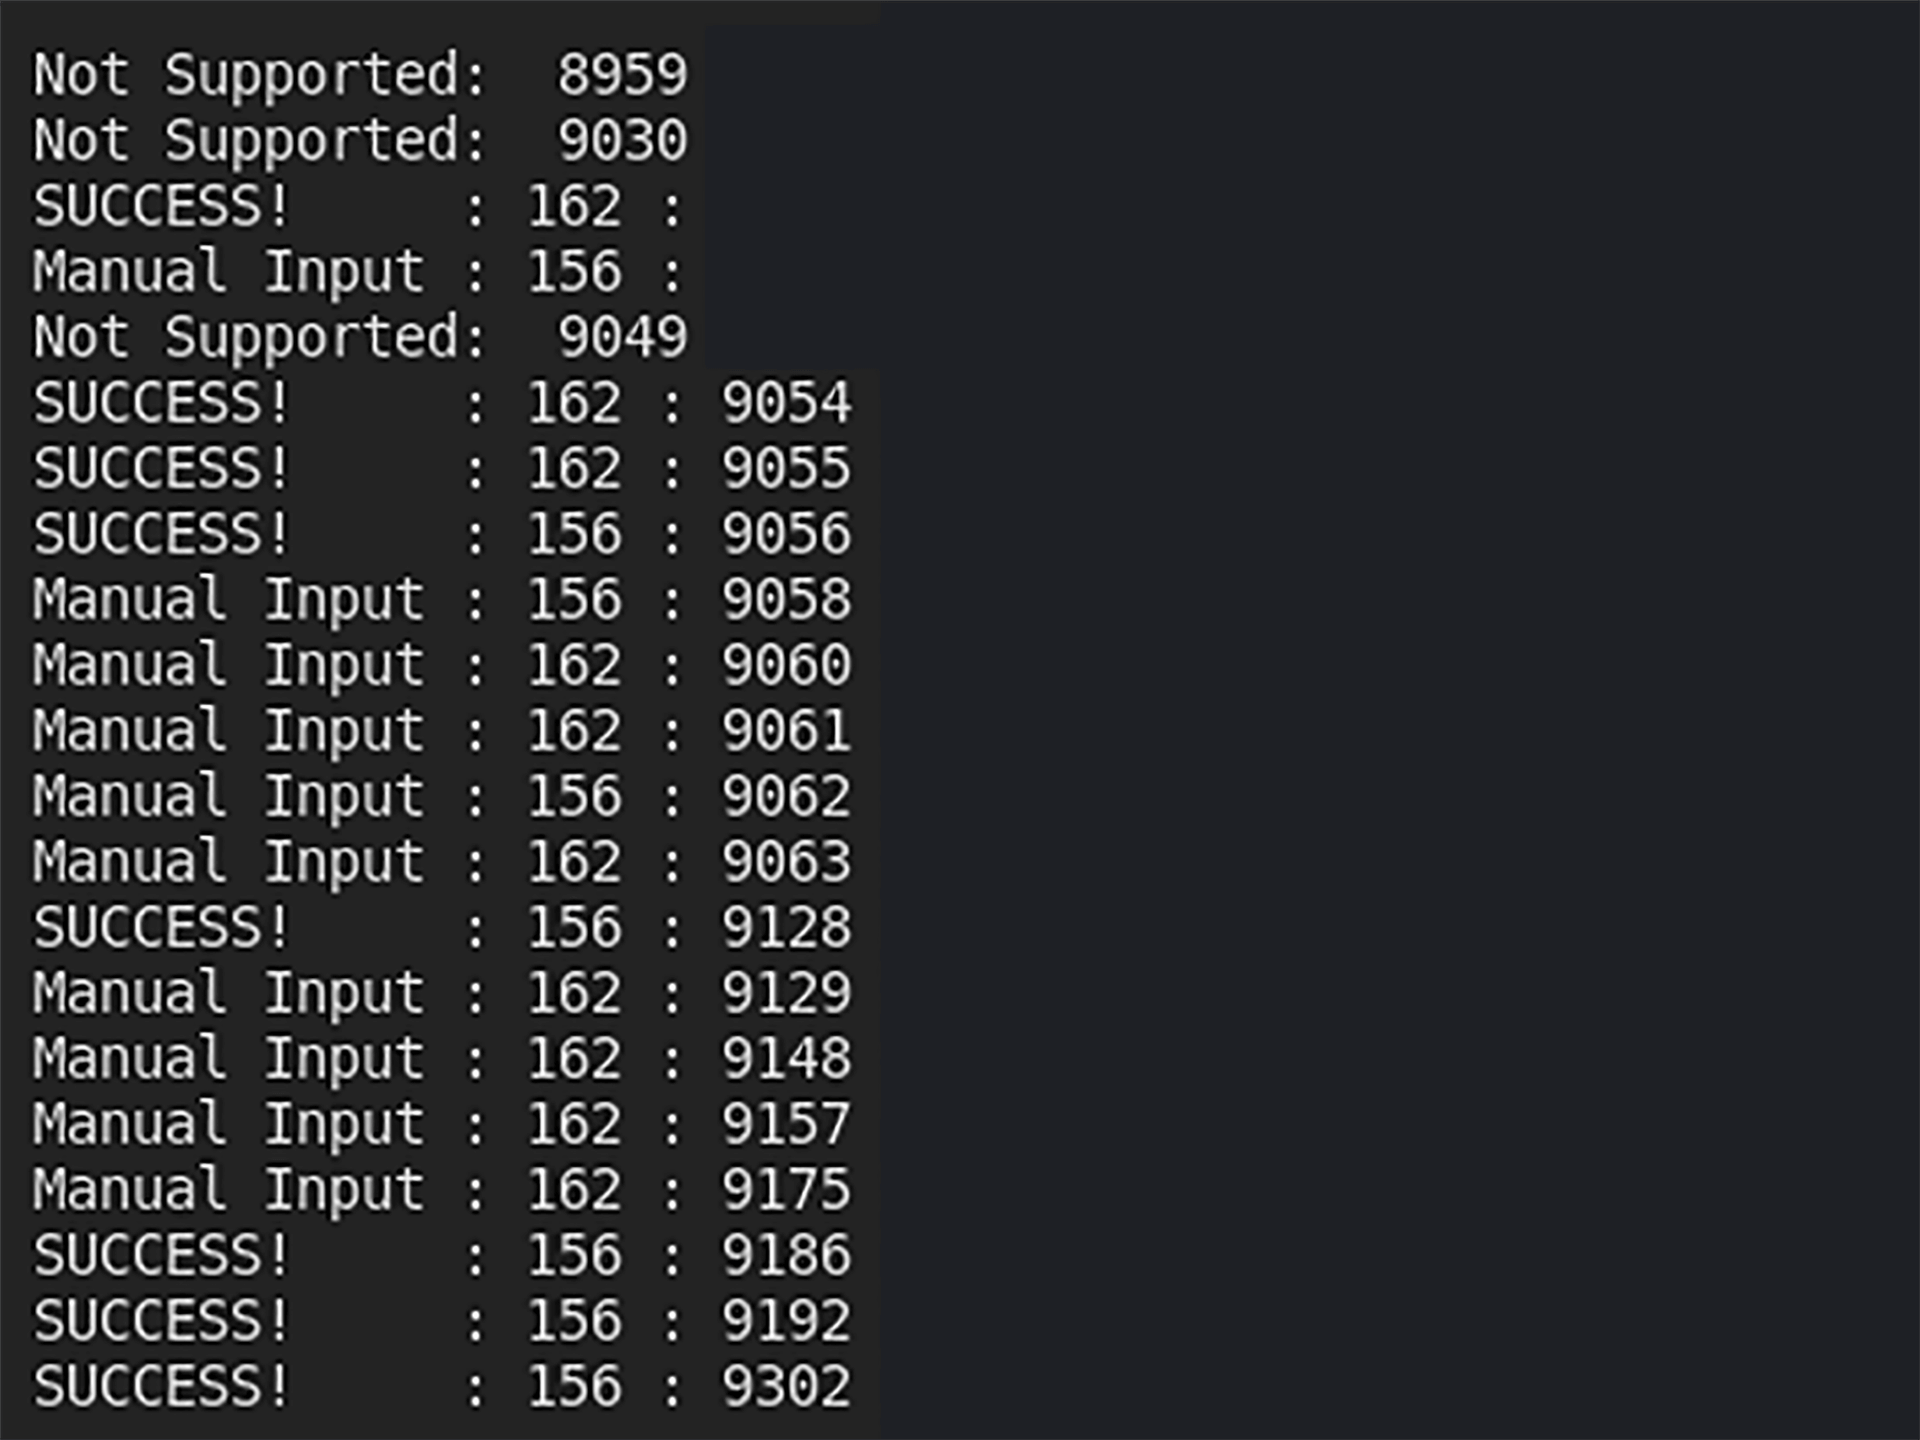 Not Supported:  8959
Not Supported:  9030
SUCCESS!     : 162 :
Manual Input : 156 :
Not Supported:  9049
SUCCESS!     : 162 : 9054
SUCCESS!     : 162 : 9055
SUCCESS!     : 156 : 9056
Manual Input : 156 : 9058
Manual Input : 162 : 9060
Manual Input : 162 : 9061
Manual Input : 156 : 9062
Manual Input : 162 : 9063
SUCCESS!     : 156 : 9128
Manual Input : 162 : 9129
Manual Input : 162 : 9148
Manual Input : 162 : 9157
Manual Input : 162 : 9175
SUCCESS!     : 156 : 9186
SUCCESS!     : 156 : 9192
SUCCESS!     : 156 : 9302